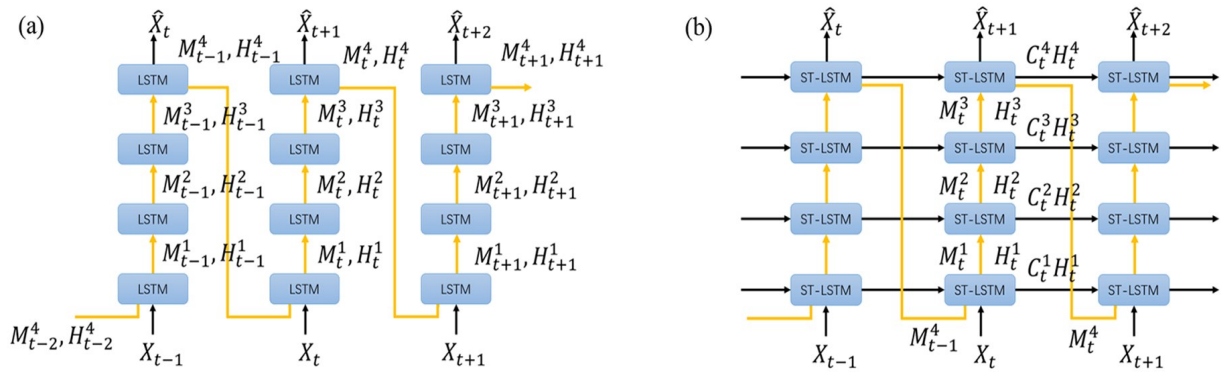 (a)
X̂_t X̂_{t+1} X̂_{t+2}
M^4_{t-1}, H^4_{t-1} M^4_t, H^4_t M^4_{t+1}, H^4_{t+1}
LSTM LSTM LSTM
M^3_{t-1}, H^3_{t-1} M^3_t, H^3_t M^3_{t+1}, H^3_{t+1}
LSTM LSTM LSTM
M^2_{t-1}, H^2_{t-1} M^2_t, H^2_t M^2_{t+1}, H^2_{t+1}
LSTM LSTM LSTM
M^1_{t-1}, H^1_{t-1} M^1_t, H^1_t M^1_{t+1}, H^1_{t+1}
LSTM LSTM LSTM
M^4_{t-2}, H^4_{t-2}
X_{t-1} X_t X_{t+1}
(b)
X̂_t X̂_{t+1} X̂_{t+2}
C^4_t H^4_t
ST-LSTM ST-LSTM ST-LSTM
M^3_t H^3_t C^3_t H^3_t
ST-LSTM ST-LSTM ST-LSTM
M^2_t H^2_t C^2_t H^2_t
ST-LSTM ST-LSTM ST-LSTM
M^1_t H^1_t C^1_t H^1_t
ST-LSTM ST-LSTM ST-LSTM
M^4_{t-1} M^4_t
X_{t-1} X_t X_{t+1}